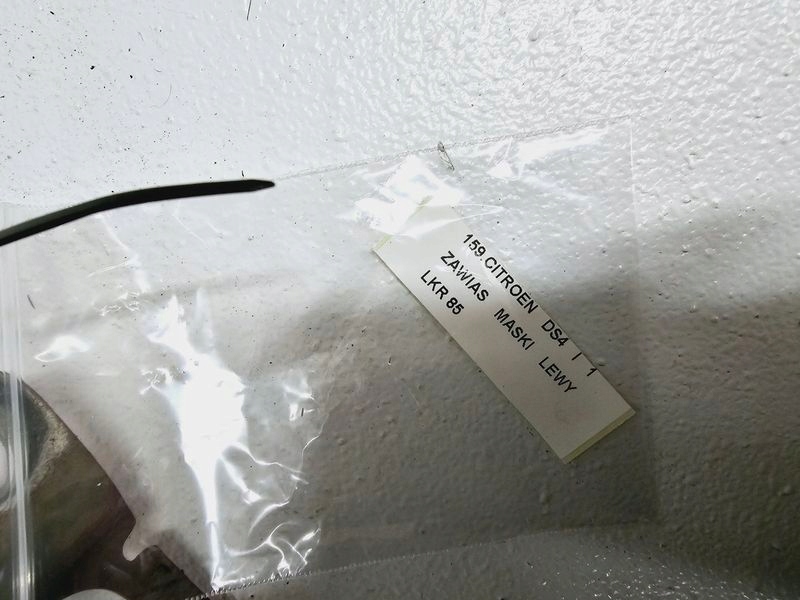 159.CITROEN DS4 I 1
ZAWIAS MASKI LEWY
LKR 85